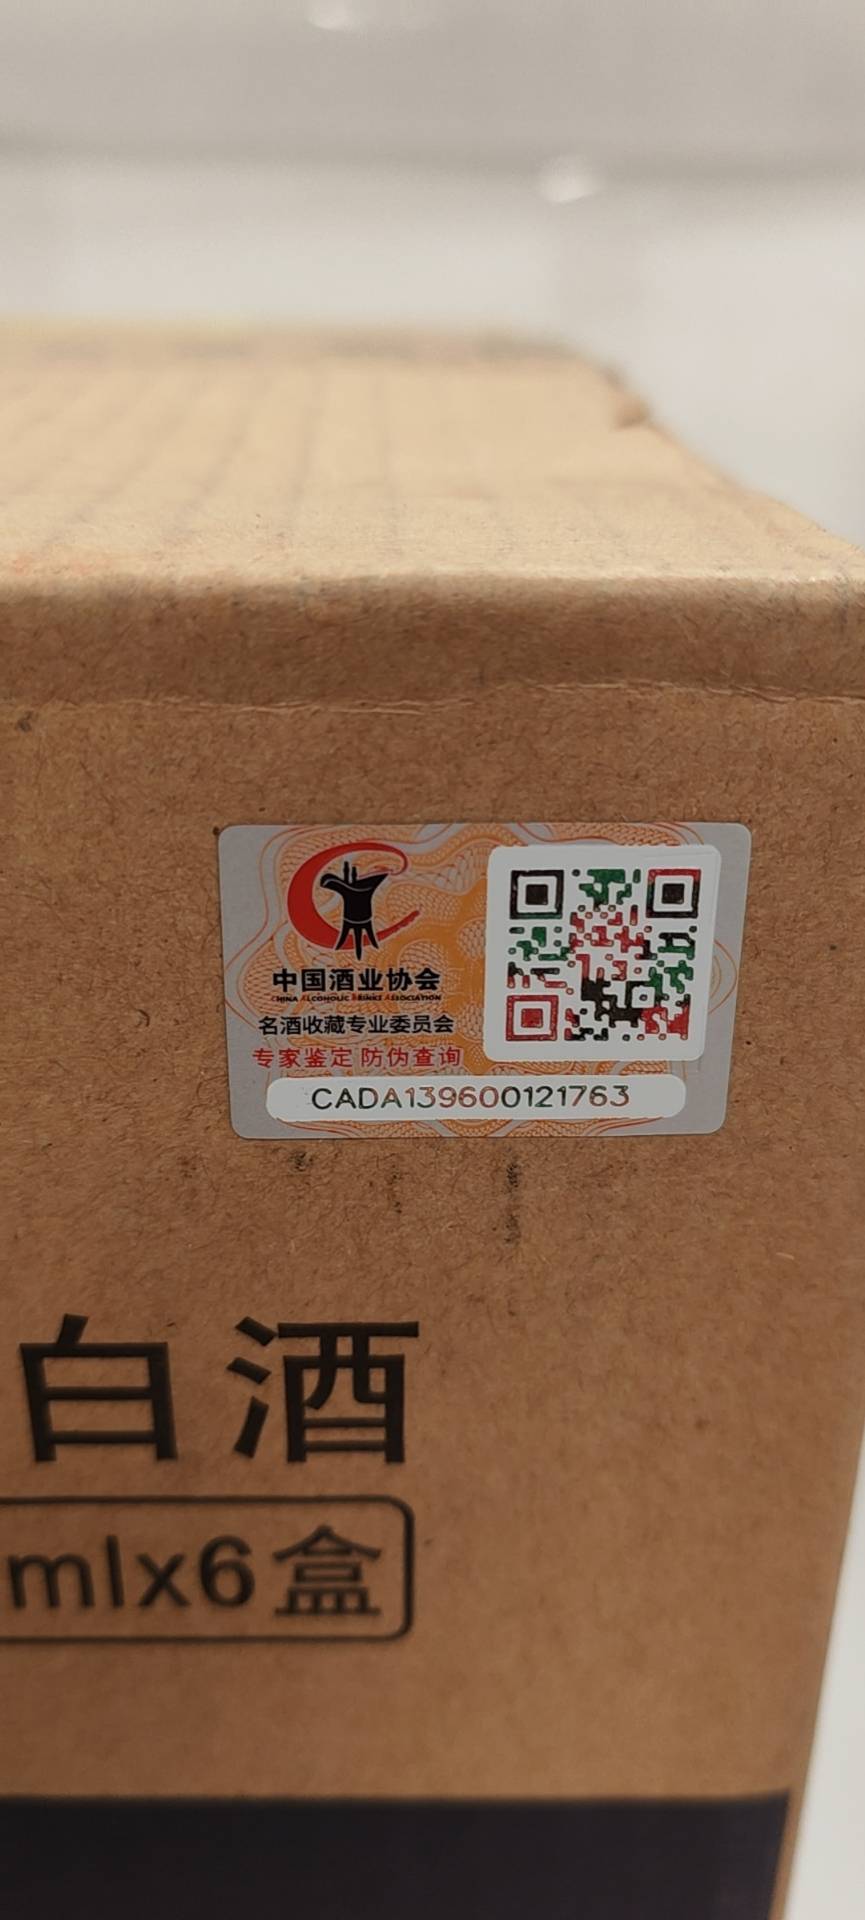 中国酒业协会
CHINA ALCOHOLIC DRINKS ASSOCIATION
名酒收藏专业委员会
专家鉴定 防伪查询
CADA139600121763
白酒
mlx6盒